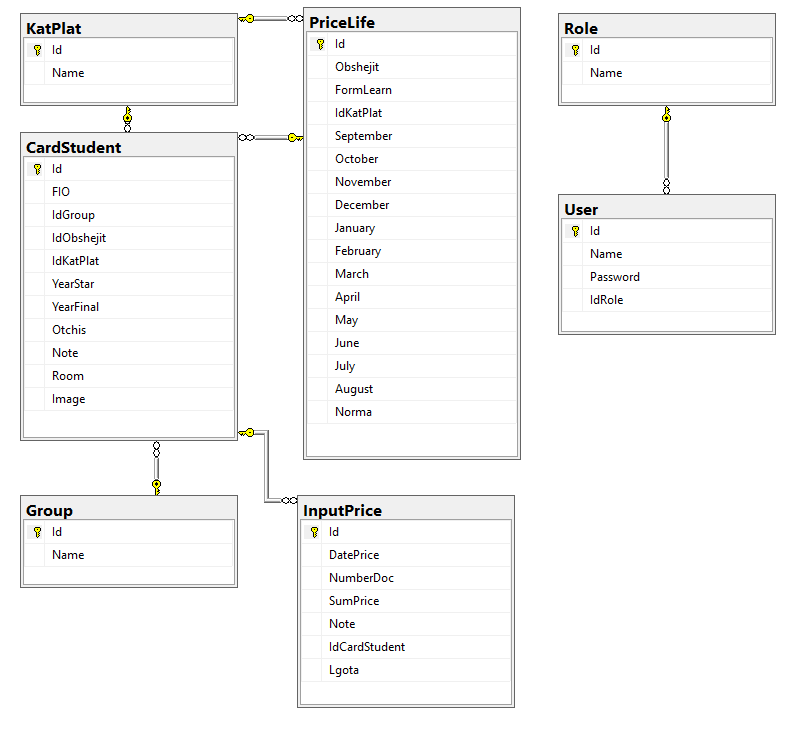 KatPlat
Id
Name
PriceLife
Id
Obshejit
FormLearn
IdKatPlat
September
October
November
December
January
February
March
April
May
June
July
August
Norma
Role
Id
Name
CardStudent
Id
FIO
IdGroup
IdObshejit
IdKatPlat
YearStar
YearFinal
Otchis
Note
Room
Image
User
Id
Name
Password
IdRole
Group
Id
Name
InputPrice
Id
DatePrice
NumberDoc
SumPrice
Note
IdCardStudent
Lgota